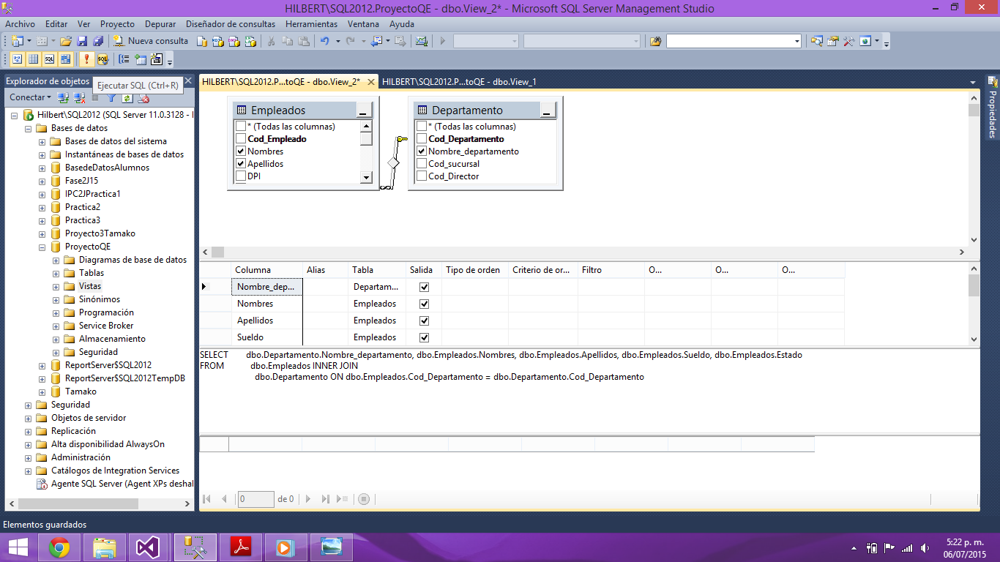 HILBERT\SQL2012.ProyectoQE - dbo.View_2* - Microsoft SQL Server Management Studio
Archivo Editar Ver Proyecto Depurar Diseñador de consultas Herramientas Ventana Ayuda
Nueva consulta
Explorador de objetos
Ejecutar SQL (Ctrl+R)
Conectar
Hilbert\SQL2012 (SQL Server 11.0.3128 - I
Bases de datos
Bases de datos del sistema
Instantáneas de bases de datos
BasedeDatosAlumnos
Fase2J15
IPC2JPractica1
Practica2
Practica3
Proyecto3Tamako
ProyectoQE
Diagramas de base de datos
Tablas
Vistas
Sinónimos
Programación
Service Broker
Almacenamiento
Seguridad
ReportServer$SQL2012
ReportServer$SQL2012TempDB
Tamako
Seguridad
Objetos de servidor
Replicación
Alta disponibilidad AlwaysOn
Administración
Catálogos de Integration Services
Agente SQL Server (Agent XPs deshal
HILBERT\SQL2012.P...toQE - dbo.View_2* HILBERT\SQL2012.P...toQE - dbo.View_1
Empleados
* (Todas las columnas)
Cod_Empleado
Nombres
Apellidos
DPI
Departamento
* (Todas las columnas)
Cod_Departamento
Nombre_departamento
Cod_sucursal
Cod_Director
Columna Alias Tabla Salida Tipo de orden Criterio de or... Filtro O... O... O...
Nombre_dep... Departam...
Nombres Empleados
Apellidos Empleados
Sueldo Empleados
SELECT dbo.Departamento.Nombre_departamento, dbo.Empleados.Nombres, dbo.Empleados.Apellidos, dbo.Empleados.Sueldo, dbo.Empleados.Estado
FROM dbo.Empleados INNER JOIN
dbo.Departamento ON dbo.Empleados.Cod_Departamento = dbo.Departamento.Cod_Departamento
0 de 0
Propiedades
Elementos guardados
5:22 p. m.
06/07/2015